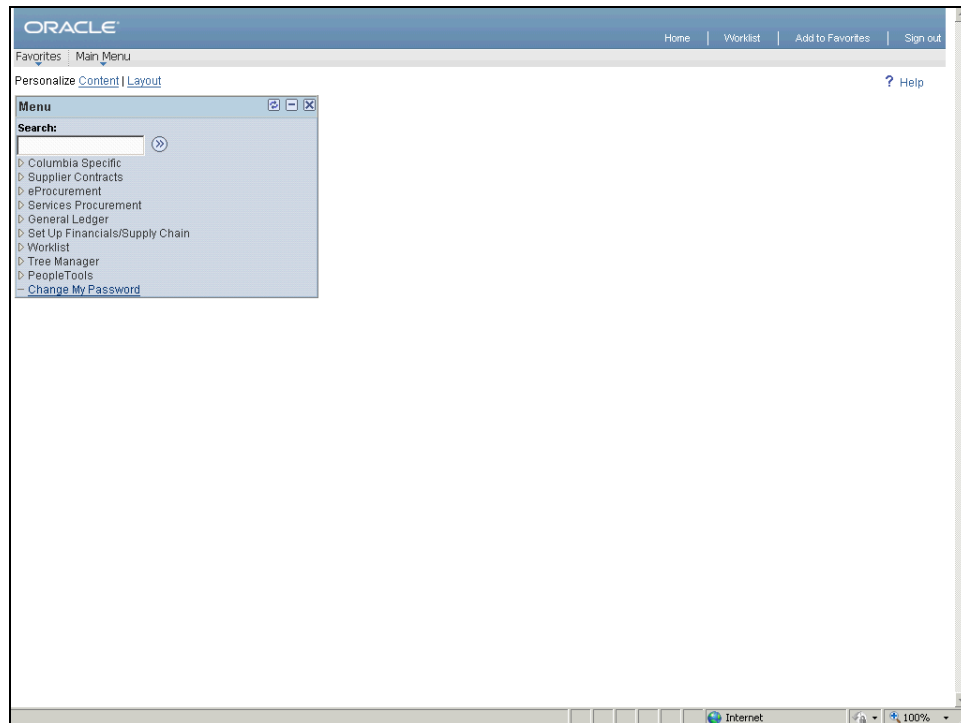 ORACLE
Home | Worklist | Add to Favorites | Sign out
Favorites Main Menu
Personalize Content | Layout
? Help
Menu
Search:
Columbia Specific
Supplier Contracts
eProcurement
Services Procurement
General Ledger
Set Up Financials/Supply Chain
Worklist
Tree Manager
PeopleTools
– Change My Password
Internet 100%